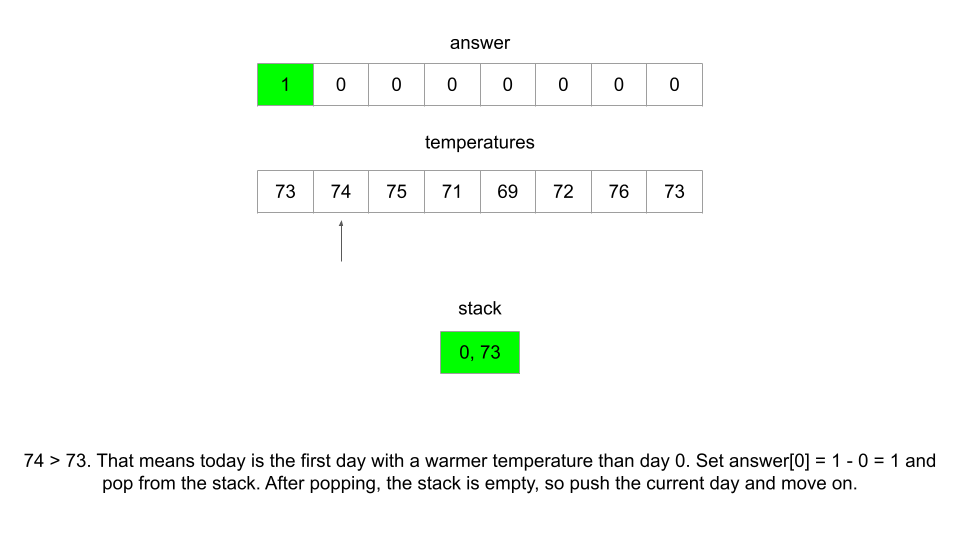 answer
1 0 0 0 0 0 0 0
temperatures
73 74 75 71 69 72 76 73
stack
0, 73
74 > 73. That means today is the first day with a warmer temperature than day 0. Set answer[0] = 1 - 0 = 1 and
pop from the stack. After popping, the stack is empty, so push the current day and move on.